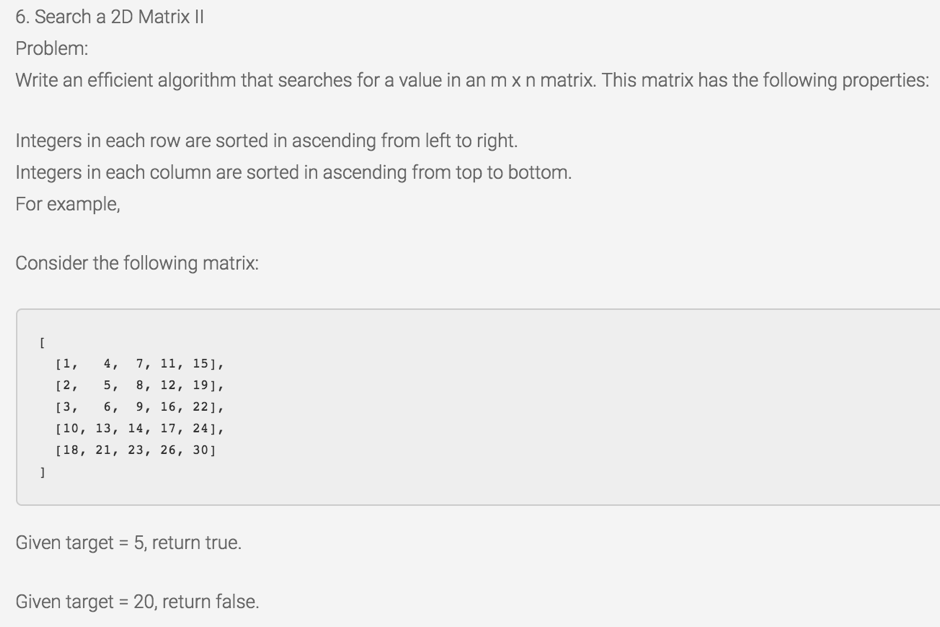 6. Search a 2D Matrix II
Problem:
Write an efficient algorithm that searches for a value in an m x n matrix. This matrix has the following properties:
Integers in each row are sorted in ascending from left to right.
Integers in each column are sorted in ascending from top to bottom.
For example,
Consider the following matrix:
[
[1, 4, 7, 11, 15],
[2, 5, 8, 12, 19],
[3, 6, 9, 16, 22],
[10, 13, 14, 17, 24],
[18, 21, 23, 26, 30]
]
Given target = 5, return true.
Given target = 20, return false.